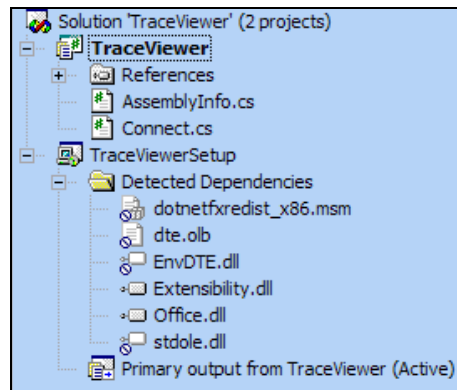 Solution 'TraceViewer' (2 projects)
TraceViewer
References
AssemblyInfo.cs
Connect.cs
TraceViewerSetup
Detected Dependencies
dotnetfxredist_x86.msm
dte.olb
EnvDTE.dll
Extensibility.dll
Office.dll
stdole.dll
Primary output from TraceViewer (Active)